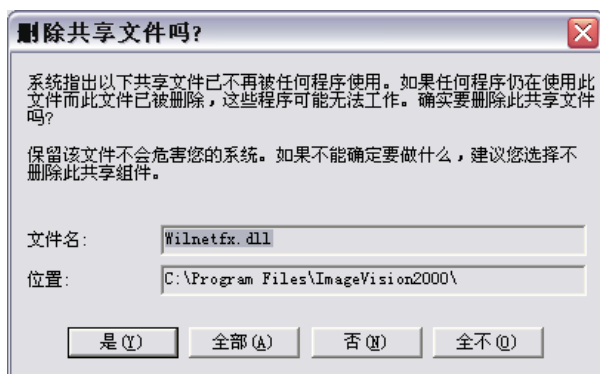 删除共享文件吗?
系统指出以下共享文件已不再被任何程序使用。如果任何程序仍在使用此
文件而此文件已被删除，这些程序可能无法工作。确实要删除此共享文件
吗?
保留该文件不会危害您的系统。如果不能确定要做什么，建议您选择不
删除此共享组件。
文件名: Wilnetfx.dll
位置: C:\Program Files\ImageVision2000\
是(Y) 全部(A) 否(N) 全不(O)